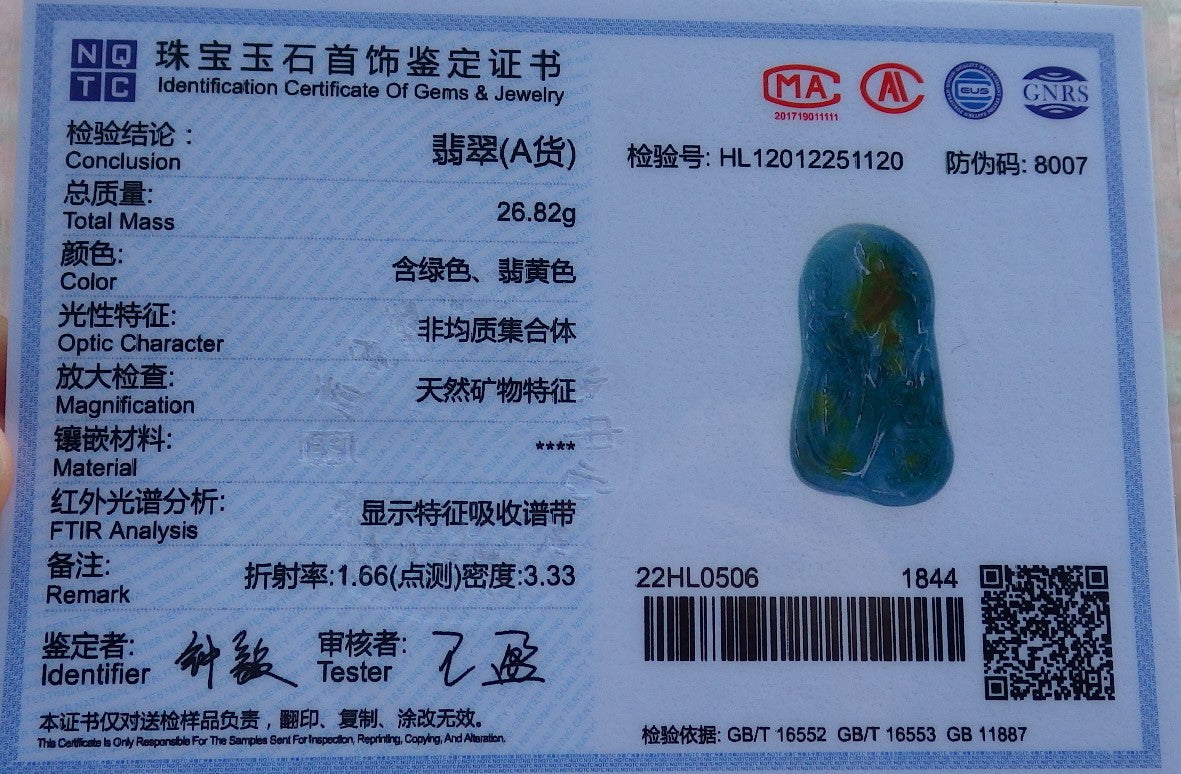 NQTC
珠宝玉石首饰鉴定证书
Identification Certificate Of Gems & Jewelry
检验结论：
翡翠(A货)
Conclusion
总质量:
26.82g
Total Mass
颜色:
含绿色、翡黄色
Color
光性特征:
非均质集合体
Optic Character
放大检查:
天然矿物特征
Magnification
镶嵌材料:
****
Material
红外光谱分析:
显示特征吸收谱带
FTIR Analysis
备注:
折射率:1.66(点测)密度:3.33
Remark
鉴定者:
Identifier
审核者:
Tester
本证书仅对送检样品负责，翻印、复制、涂改无效。
This Certificate Is Only Responsible For The Samples Sent For Inspection, Reprinting, Copying, And Alteration.
MA
201719011111
GNRS
检验号: HL12012251120 防伪码: 8007
22HL0506 1844
检验依据: GB/T 16552 GB/T 16553 GB 11887